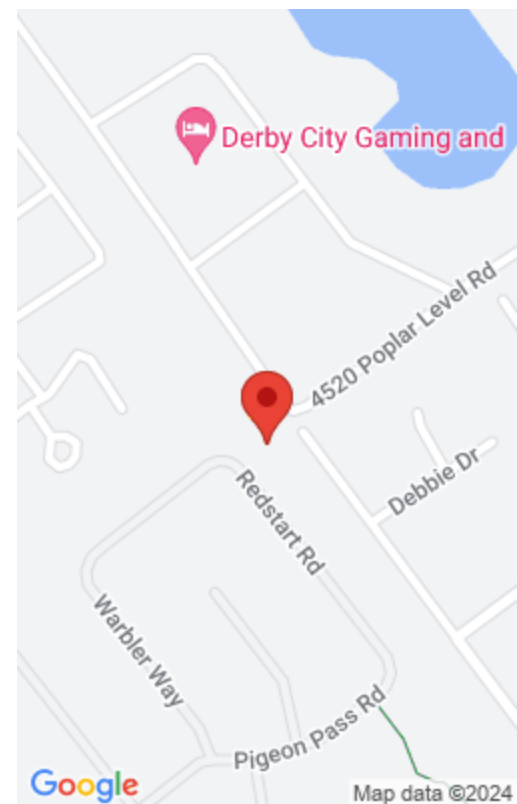 Derby City Gaming and
4520 Poplar Level Rd
Debbie Dr
Redstart Rd
Warbler Way
Pigeon Pass Rd
Google
Map data ©2024